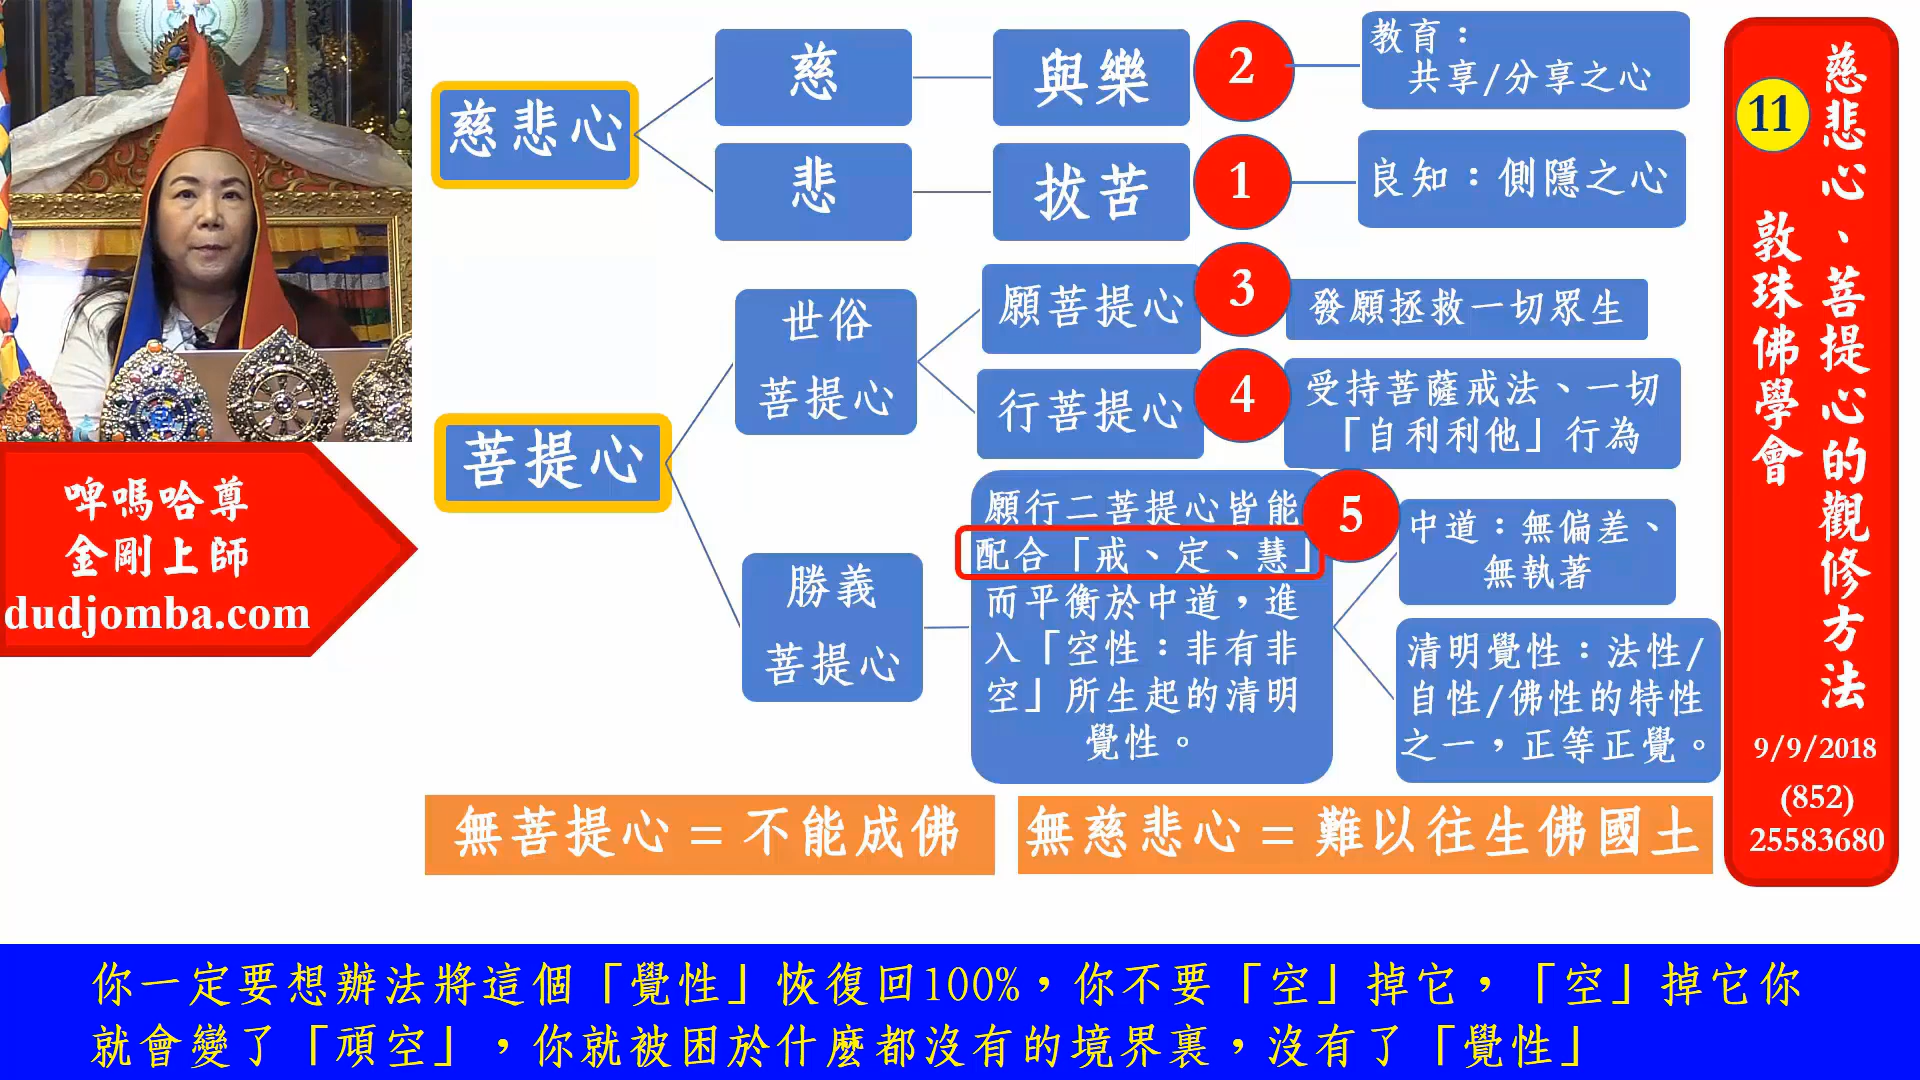 慈悲心
慈
與樂
2
教育：
共享/分享之心
悲
拔苦
1
良知：側隱之心
菩提心
世俗
菩提心
願菩提心
3
發願拯救一切眾生
行菩提心
4
受持菩薩戒法、一切
「自利利他」行為
勝義
菩提心
願行二菩提心皆能
配合「戒、定、慧」
而平衡於中道，進
入「空性：非有非
空」所生起的清明
覺性。
5
中道：無偏差、
無執著
清明覺性：法性/
自性/佛性的特性
之一，正等正覺。
無菩提心＝不能成佛
無慈悲心＝難以往生佛國土
啤嗎哈尊
金剛上師
dudjomba.com
慈悲心、菩提心的觀修方法
11
敦珠佛學會
9/9/2018
(852)
25583680
你一定要想辦法將這個「覺性」恢復回100%，你不要「空」掉它，「空」掉它你
就會變了「頑空」，你就被困於什麼都沒有的境界裏，沒有了「覺性」